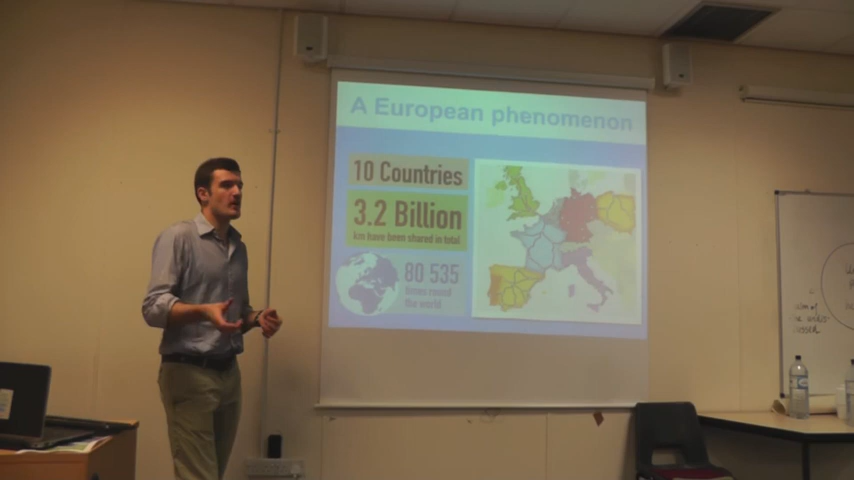 A European phenomenon
10 Countries
3.2 Billion
km have been shared in total
80 535
times round
the world